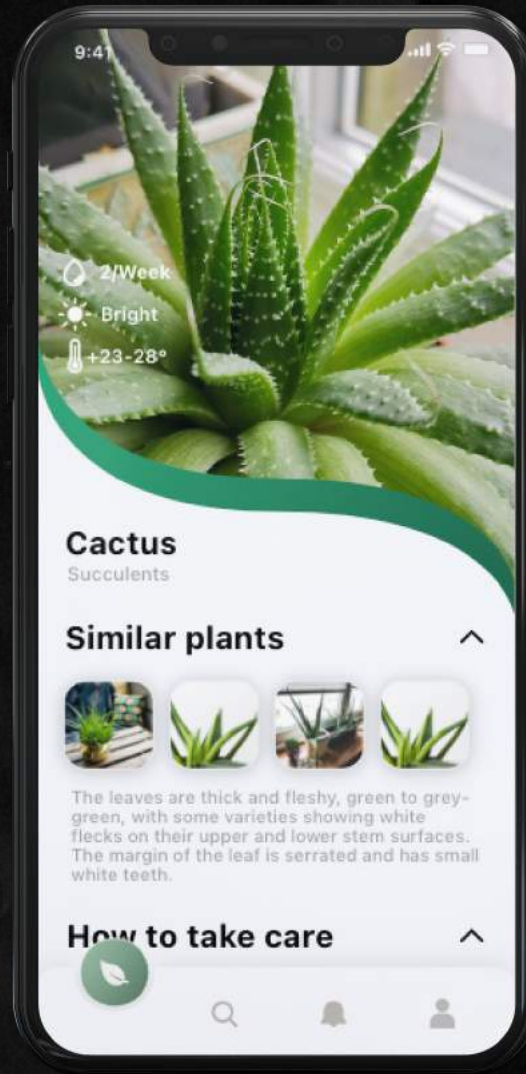 9:41
2/Week
Bright
+23-28°
Cactus
Succulents
Similar plants
The leaves are thick and fleshy, green to grey-
green, with some varieties showing white
flecks on their upper and lower stem surfaces.
The margin of the leaf is serrated and has small
white teeth.
How to take care